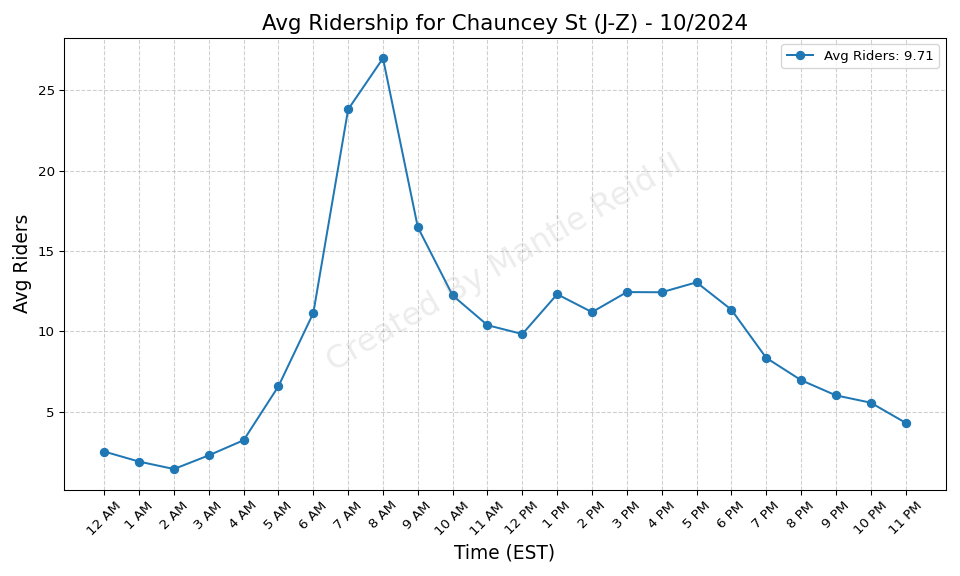 Avg Ridership for Chauncey St (J-Z) - 10/2024
Avg Riders: 9.71
Avg Riders
25
20
15
10
5
Created By Mantie Reid II
12 AM
1 AM
2 AM
3 AM
4 AM
5 AM
6 AM
7 AM
8 AM
9 AM
10 AM
11 AM
12 PM
1 PM
2 PM
3 PM
4 PM
5 PM
6 PM
7 PM
8 PM
9 PM
10 PM
11 PM
Time (EST)